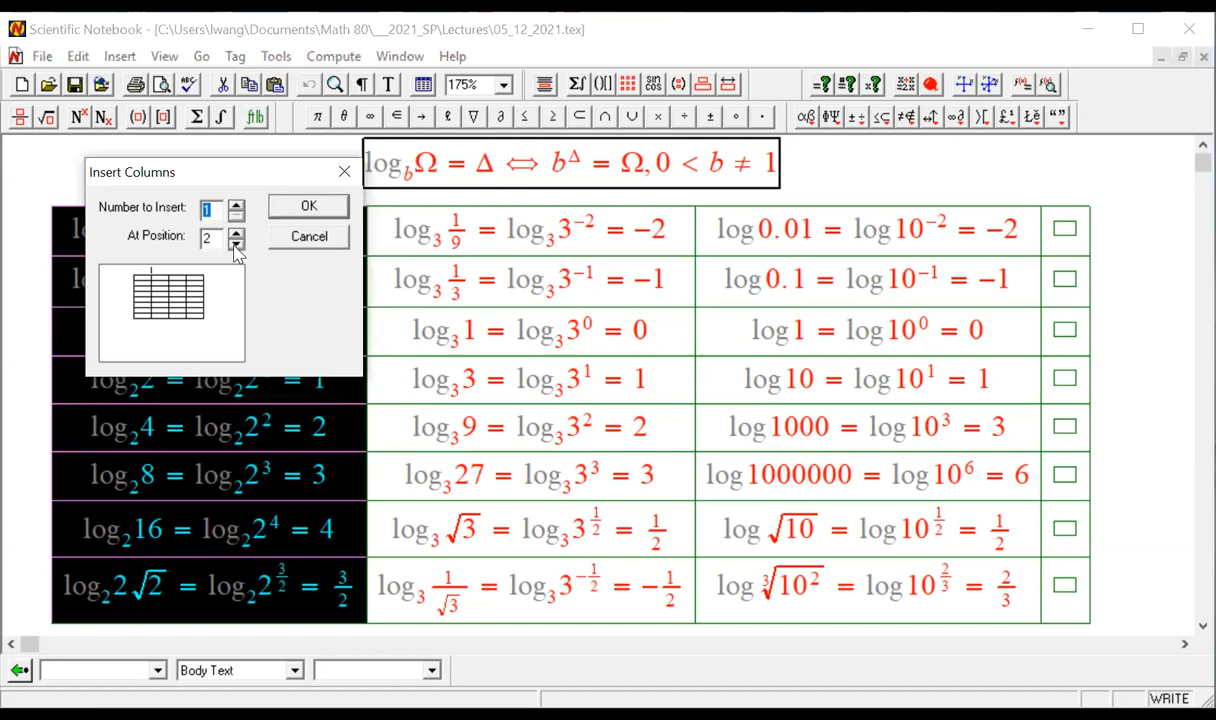 Scientific Notebook - [C:\Users\lwang\Documents\Math 80\__2021_SP\Lectures\05_12_2021.tex]
File Edit Insert View Go Tag Tools Compute Window Help
175%
π θ ∞ ∈ → ℓ ∇ ∂ ≤ ≥ ⊂ ∩ ∪ × ÷ ± ∘ ·
log_b Ω = Δ ⟺ b^Δ = Ω, 0 < b ≠ 1
Insert Columns
Number to Insert: 1 OK
At Position: 2 Cancel
log_3 1/9 = log_3 3^-2 = -2 log 0.01 = log 10^-2 = -2
log_3 1/3 = log_3 3^-1 = -1 log 0.1 = log 10^-1 = -1
log_3 1 = log_3 3^0 = 0 log 1 = log 10^0 = 0
log_2 2 = log_2 2 = 1 log_3 3 = log_3 3^1 = 1 log 10 = log 10^1 = 1
log_2 4 = log_2 2^2 = 2 log_3 9 = log_3 3^2 = 2 log 1000 = log 10^3 = 3
log_2 8 = log_2 2^3 = 3 log_3 27 = log_3 3^3 = 3 log 1000000 = log 10^6 = 6
log_2 16 = log_2 2^4 = 4 log_3 √3 = log_3 3^(1/2) = 1/2 log √10 = log 10^(1/2) = 1/2
log_2 2√2 = log_2 2^(3/2) = 3/2 log_3 1/√3 = log_3 3^(-1/2) = -1/2 log ∛10^2 = log 10^(2/3) = 2/3
Body Text
WRITE